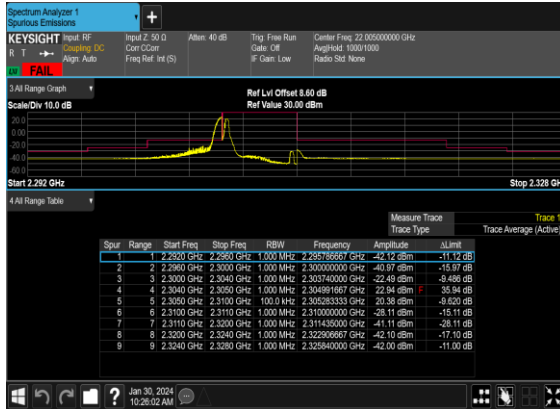 Spectrum Analyzer 1
Spurious Emissions
KEYSIGHT Input: RF Input Z: 50 Ω Atten: 40 dB Trig: Free Run Center Freq: 22.005000000 GHz
R T Coupling: DC Corr CCorr Gate: Off Avg|Hold: 1000/1000
Align: Auto Freq Ref: Int (S) IF Gain: Low Radio Std: None
FAIL
3 All Range Graph
Ref Lvl Offset 8.60 dB
Scale/Div 10.0 dB Ref Value 30.00 dBm
20.0
0.00
-20.0
-40.0
-60.0
Start 2.292 GHz Stop 2.328 GH
4 All Range Table
Measure Trace Trace 1
Trace Type Trace Average (Active)
Spur Range Start Freq Stop Freq RBW Frequency Amplitude ΔLimit
1 1 2.2920 GHz 2.2960 GHz 1.000 MHz 2.295786667 GHz -42.12 dBm -11.12 dB
2 2 2.2960 GHz 2.3000 GHz 1.000 MHz 2.300000000 GHz -40.97 dBm -15.97 dB
3 3 2.3000 GHz 2.3040 GHz 1.000 MHz 2.303740000 GHz -22.49 dBm -9.486 dB
4 4 2.3040 GHz 2.3050 GHz 1.000 MHz 2.304991667 GHz 22.94 dBm F 35.94 dB
5 5 2.3050 GHz 2.3100 GHz 100.0 kHz 2.305283333 GHz 20.38 dBm -9.620 dB
6 6 2.3100 GHz 2.3110 GHz 1.000 MHz 2.310000000 GHz -28.11 dBm -15.11 dB
7 7 2.3110 GHz 2.3200 GHz 1.000 MHz 2.311435000 GHz -41.11 dBm -28.11 dB
8 8 2.3200 GHz 2.3240 GHz 1.000 MHz 2.322906667 GHz -42.10 dBm -17.10 dB
9 9 2.3240 GHz 2.3280 GHz 1.000 MHz 2.325840000 GHz -42.00 dBm -11.00 dB
Jan 30, 2024
10:26:02 AM